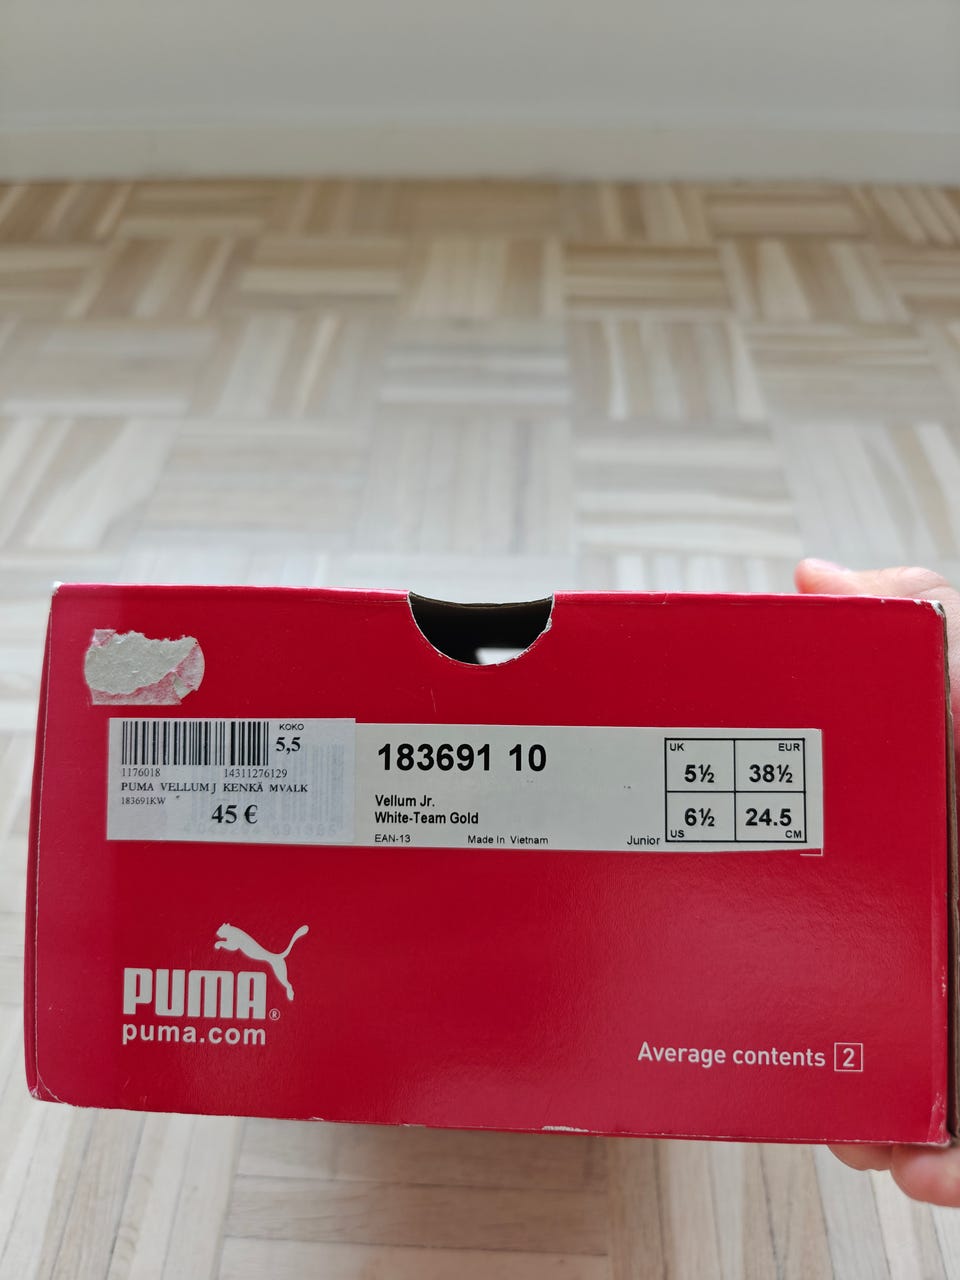 KOKO
5,5
1176018 14311276129
PUMA VELLUM J KENKÄ MVALK
183691KW
45 €
183691 10
Vellum Jr.
White-Team Gold
EAN-13 Made in Vietnam Junior
UK EUR
5½ 38½
6½ 24.5
US CM
PUMA®
puma.com
Average contents 2